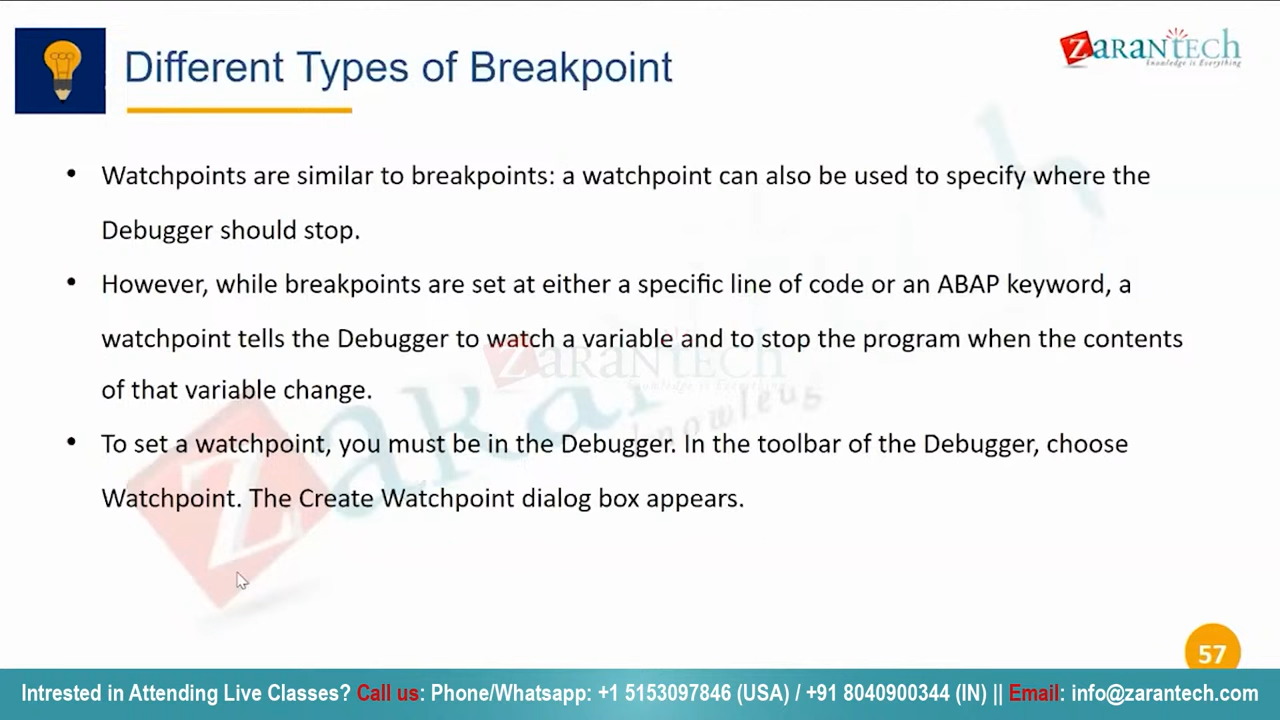 Different Types of Breakpoint
ZARANTECH
Knowledge is Everything
• Watchpoints are similar to breakpoints: a watchpoint can also be used to specify where the
Debugger should stop.
• However, while breakpoints are set at either a specific line of code or an ABAP keyword, a
watchpoint tells the Debugger to watch a variable and to stop the program when the contents
of that variable change.
• To set a watchpoint, you must be in the Debugger. In the toolbar of the Debugger, choose
Watchpoint. The Create Watchpoint dialog box appears.
57
Intrested in Attending Live Classes? Call us: Phone/Whatsapp: +1 5153097846 (USA) / +91 8040900344 (IN) || Email: info@zarantech.com